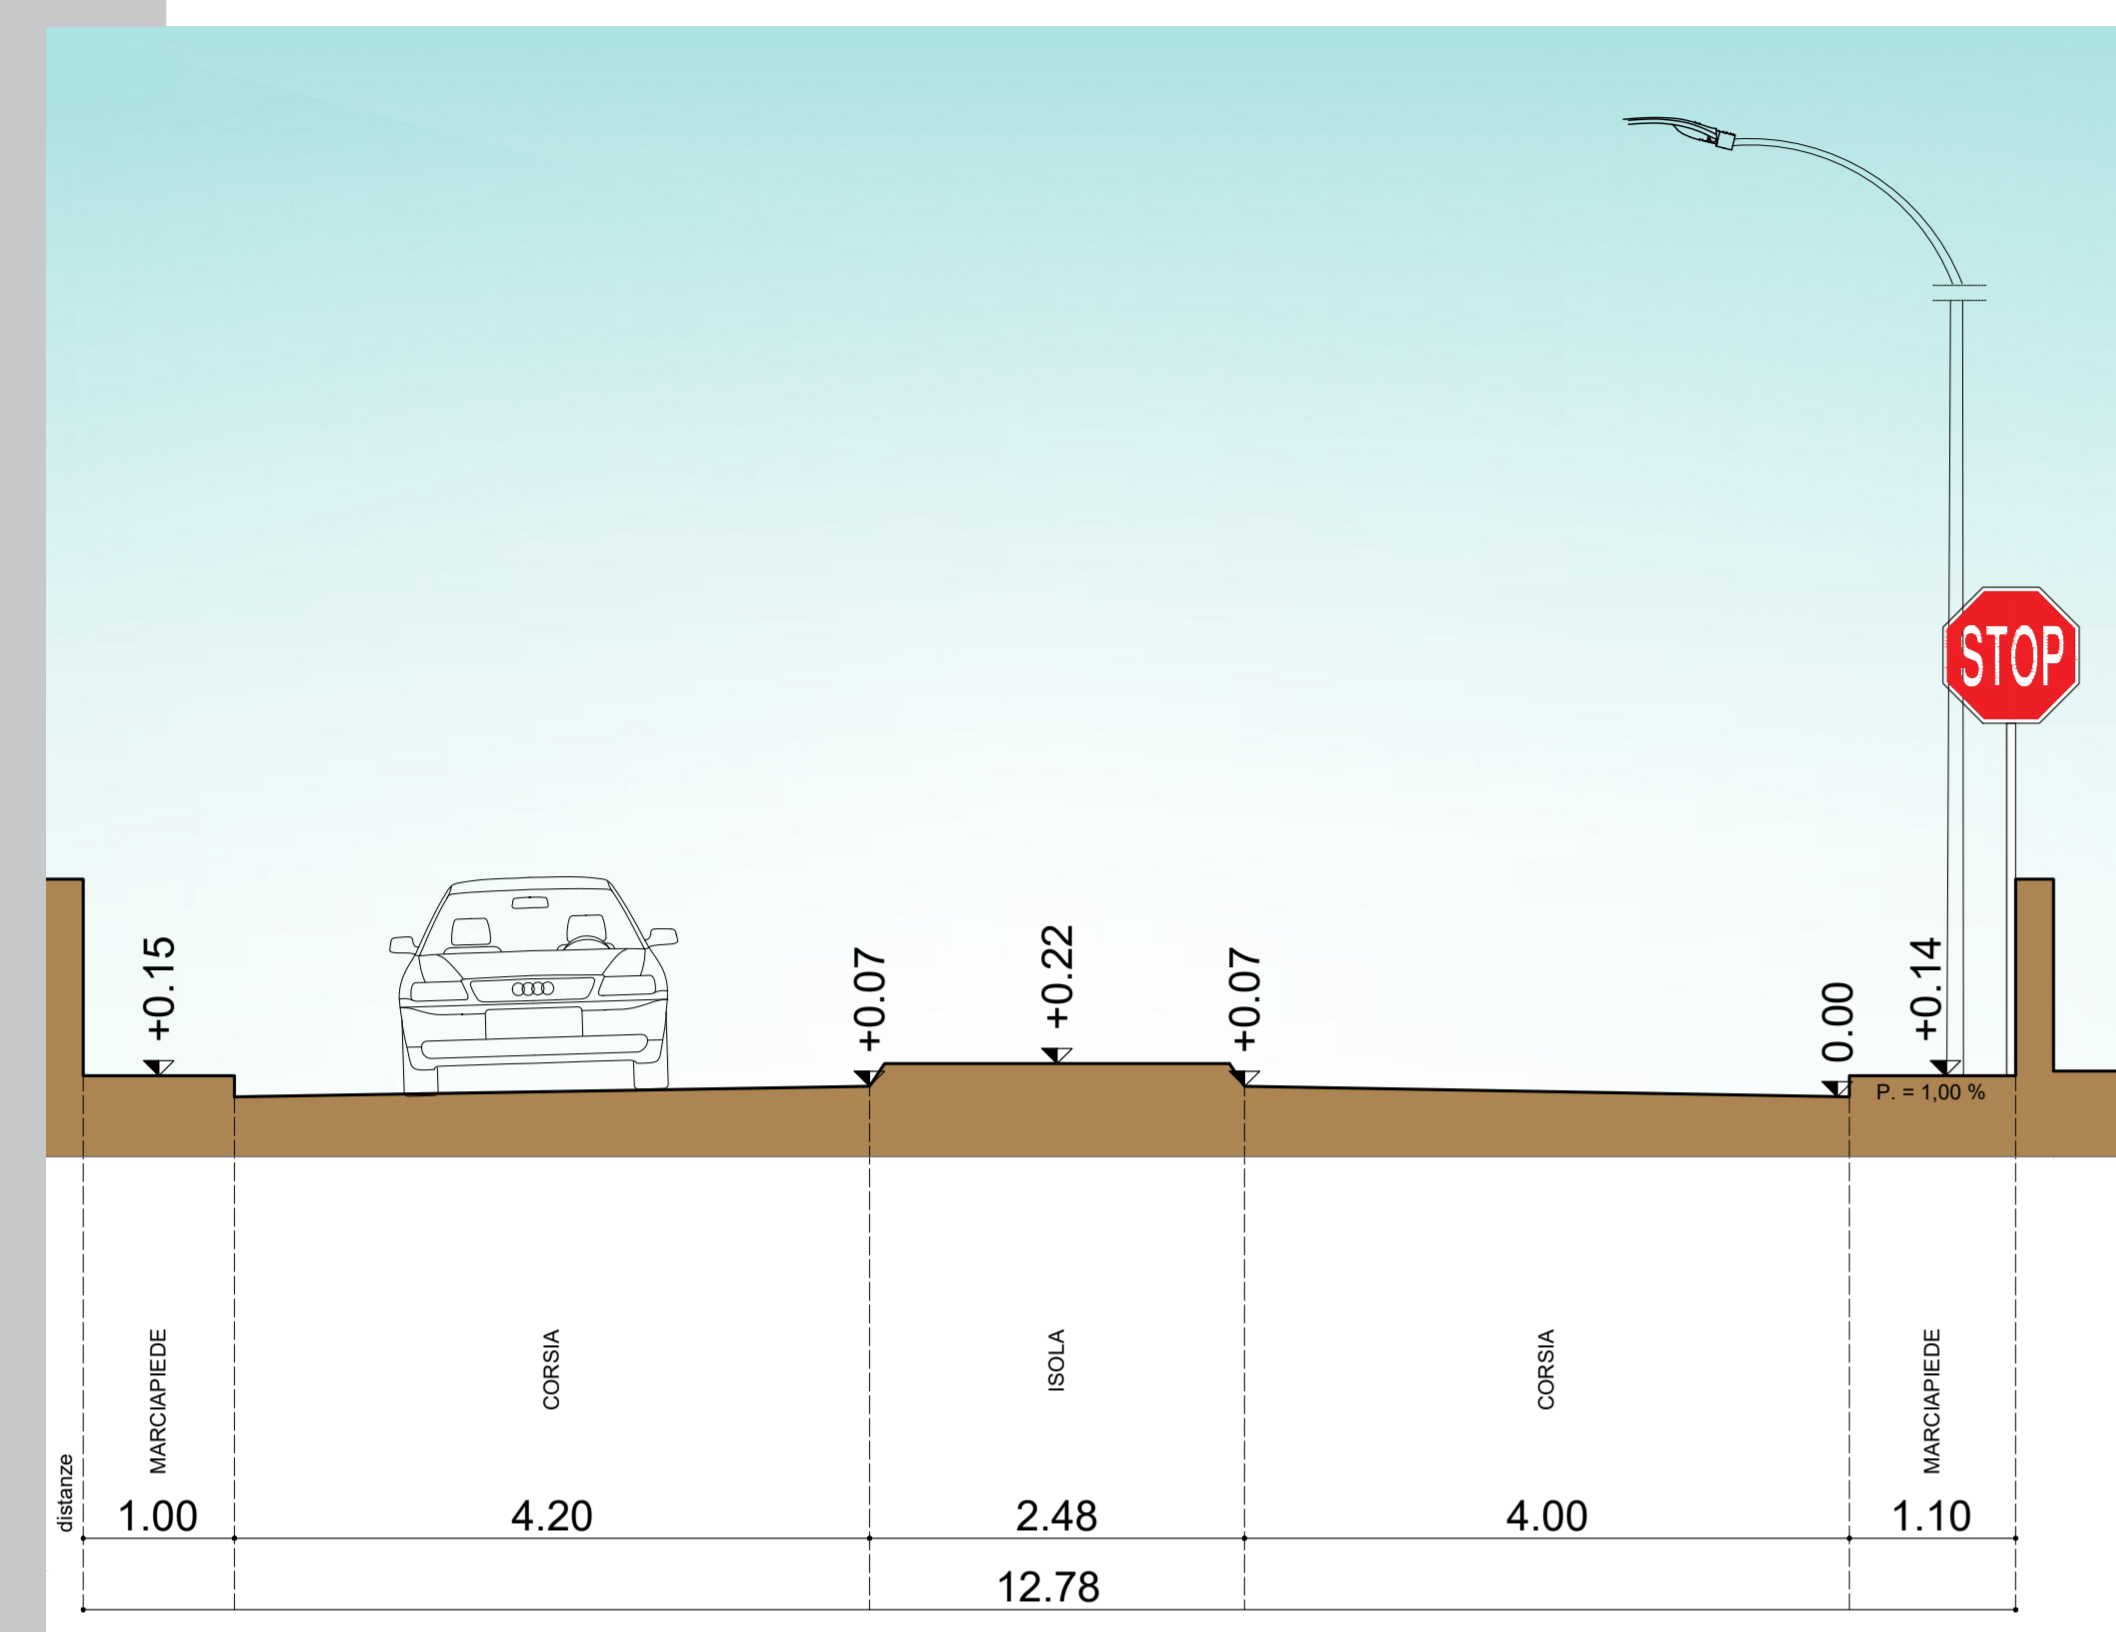 STOP
+0.15
+0.07
+0.22
+0.07
0.00
+0.14
P. = 1,00 %
MARCIAPIEDE
CORSIA
ISOLA
CORSIA
MARCIAPIEDE
distanze
1.00
4.20
2.48
4.00
1.10
12.78